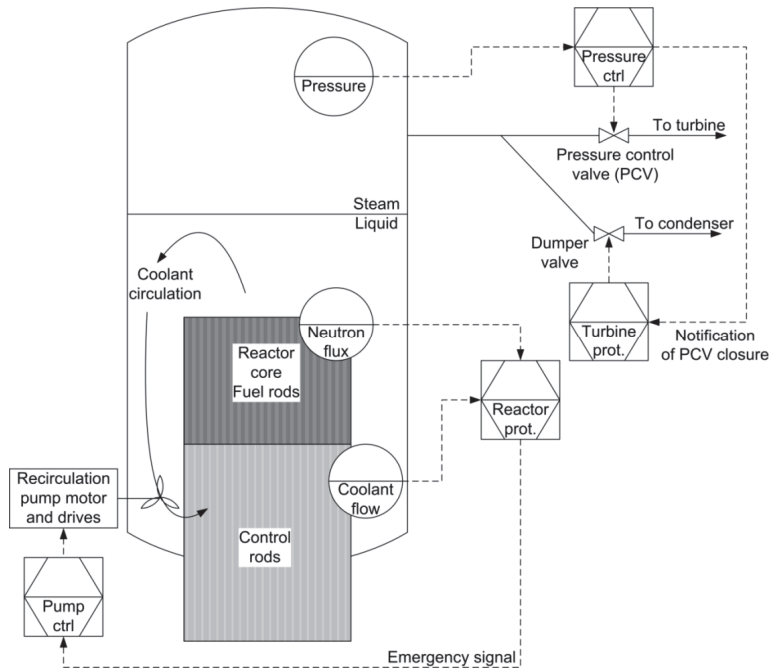 Pressure
Pressure
ctrl
To turbine
Pressure control
valve (PCV)
Steam
Liquid
To condenser
Dumper
valve
Coolant
circulation
Neutron
flux
Turbine
prot.
Notification
of PCV closure
Reactor
core
Fuel rods
Reactor
prot.
Recirculation
pump motor
and drives
Coolant
flow
Control
rods
Pump
ctrl
Emergency signal